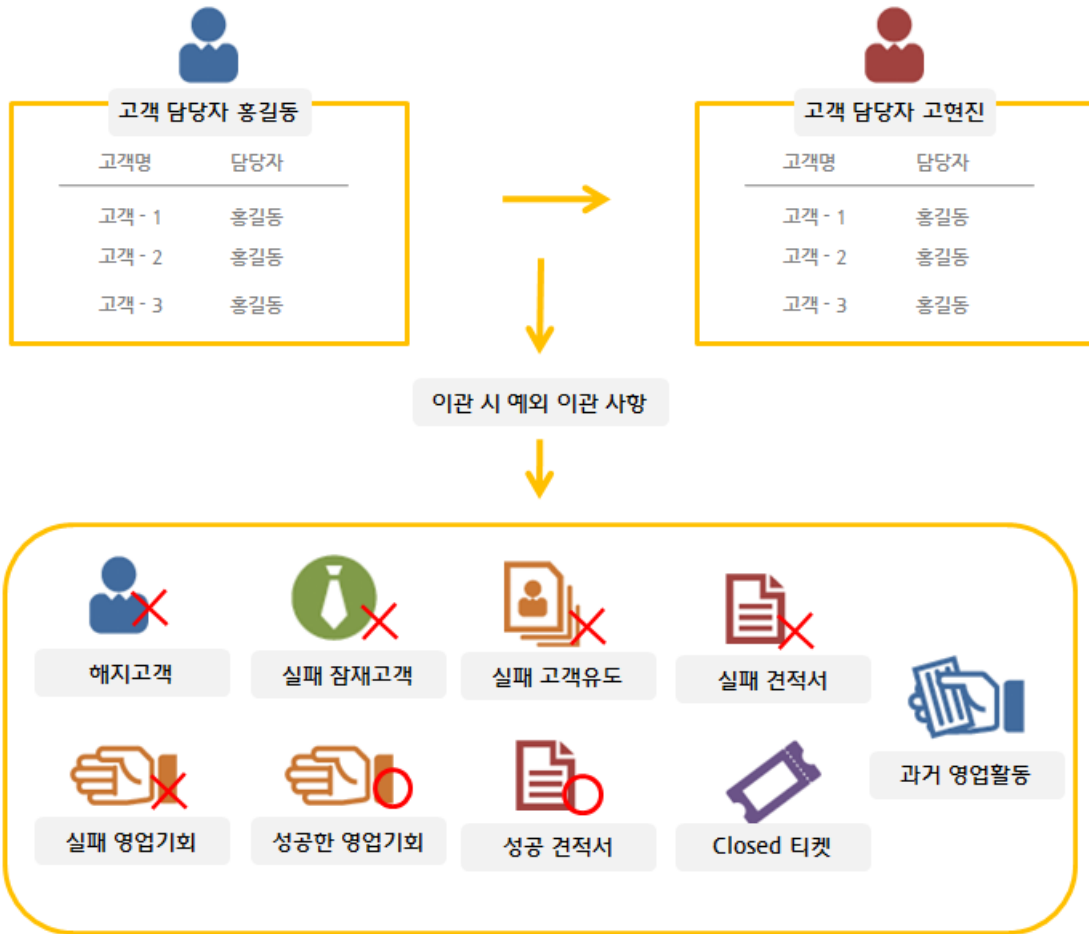 고객 담당자 홍길동
고객 담당자 고현진
고객명 담당자
고객 - 1 홍길동
고객 - 2 홍길동
고객 - 3 홍길동
고객명 담당자
고객 - 1 홍길동
고객 - 2 홍길동
고객 - 3 홍길동
이관 시 예외 이관 사항
해지고객
실패 잠재고객
실패 고객유도
실패 견적서
과거 영업활동
실패 영업기회
성공한 영업기회
성공 견적서
Closed 티켓